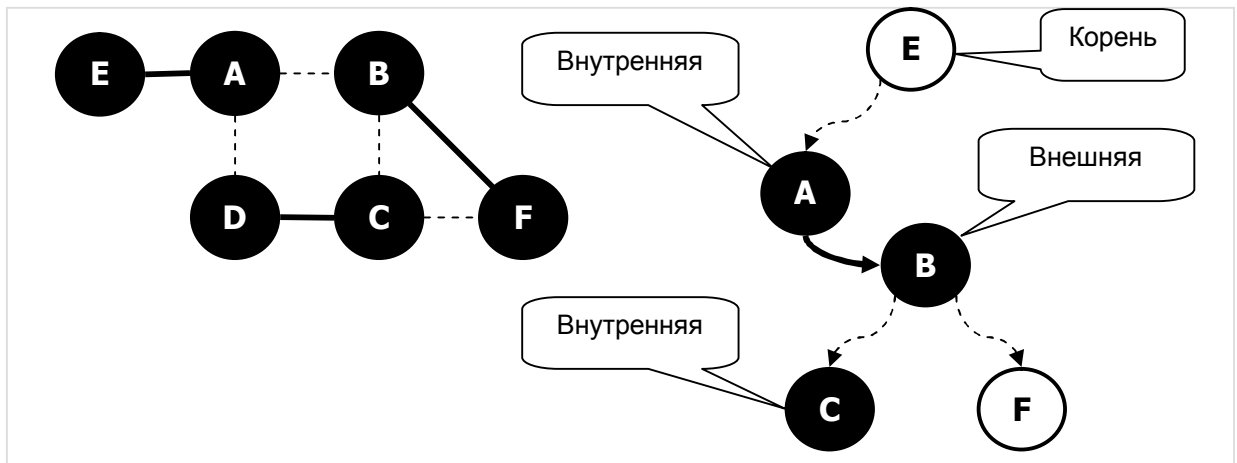 E A B
D C F
E
Корень
Внутренняя
A
Внешняя
B
Внутренняя
C F